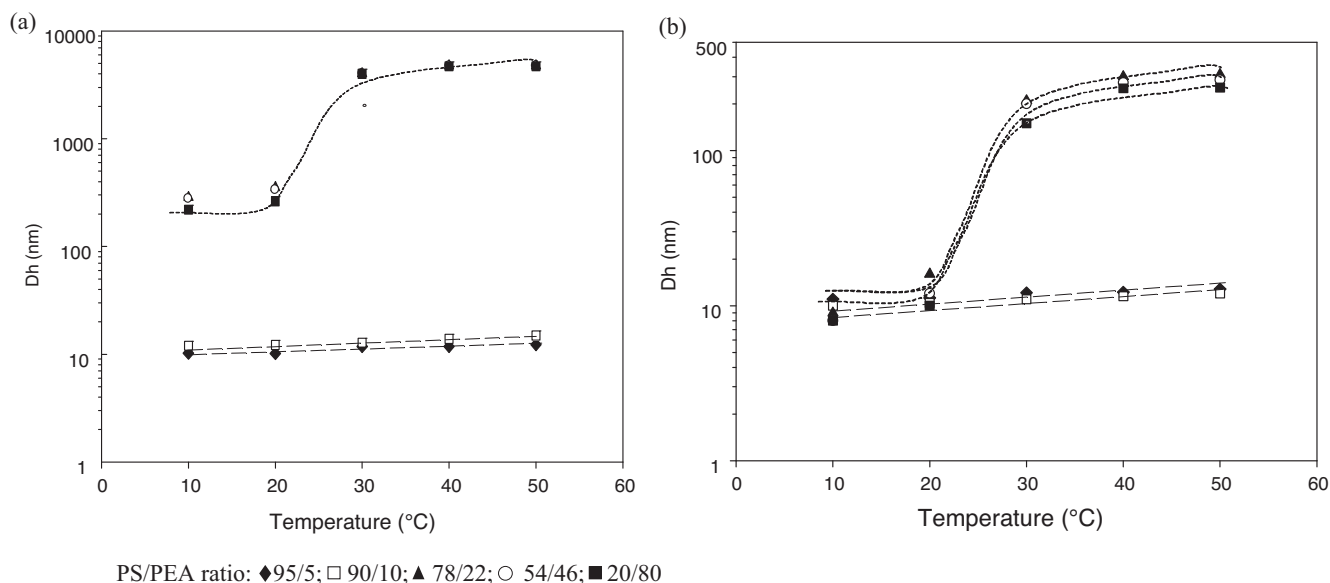 (a)
10000
1000
100
10
1
Dh (nm)
0 10 20 30 40 50 60
Temperature (°C)
(b)
500
100
10
1
Dh (nm)
0 10 20 30 40 50 60
Temperature (°C)
PS/PEA ratio: ◆95/5; □ 90/10; ▲ 78/22; ○ 54/46; ■ 20/80